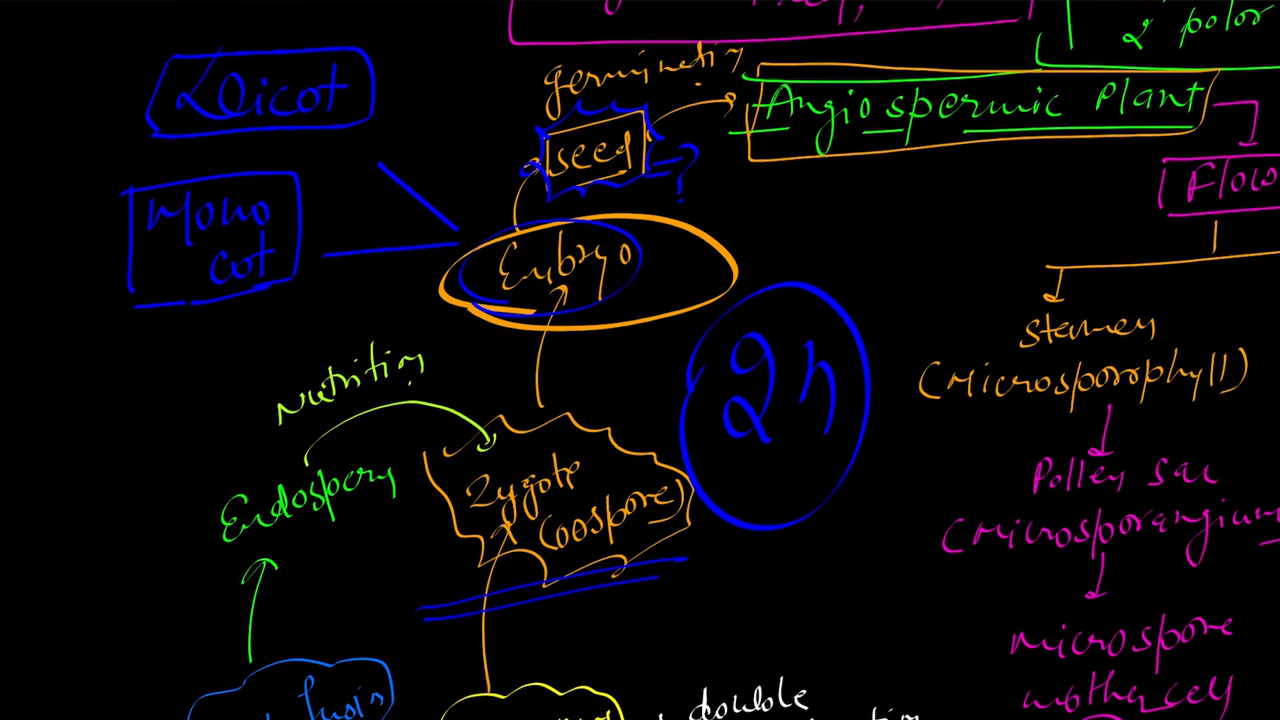 2 polar
germination
Dicot
Angiospermic Plant
seed
?
Mono
cot
Flow
Embryo
stamen
(Microsporophyll)
2n
Nutrition
Endosperm
Zygote
(oospore)
Pollen sac
(Microsporangium
microspore
mother cell
fusion
double